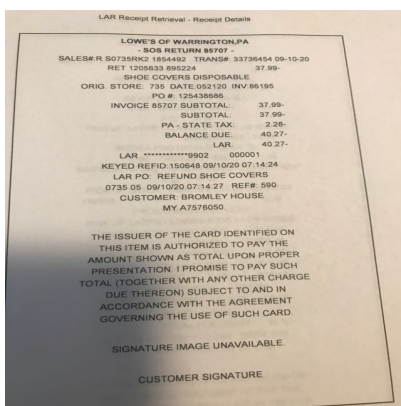 LAR Receipt Retrieval - Receipt Details
LOWE'S OF WARRINGTON,PA
- SOS RETURN 85707 -
SALES#:R S0735RK2 1854492 TRANS#: 33736454 09-10-20
RET 1205633 895224 37.99-
SHOE COVERS DISPOSABLE
ORIG. STORE: 735 DATE:052120 INV:86195
PO #: 125438686
INVOICE 85707 SUBTOTAL: 37.99-
SUBTOTAL: 37.99-
PA - STATE TAX: 2.28-
BALANCE DUE: 40.27-
LAR: 40.27-
LAR ************9902 000001
KEYED REFID:150648 09/10/20 07:14:24
LAR PO: REFUND SHOE COVERS
0735 05 09/10/20 07:14:27 REF#: 590
CUSTOMER: BROMLEY HOUSE
MY A7576050
THE ISSUER OF THE CARD IDENTIFIED ON
THIS ITEM IS AUTHORIZED TO PAY THE
AMOUNT SHOWN AS TOTAL UPON PROPER
PRESENTATION. I PROMISE TO PAY SUCH
TOTAL (TOGETHER WITH ANY OTHER CHARGE
DUE THEREON) SUBJECT TO AND IN
ACCORDANCE WITH THE AGREEMENT
GOVERNING THE USE OF SUCH CARD.
SIGNATURE IMAGE UNAVAILABLE.
CUSTOMER SIGNATURE